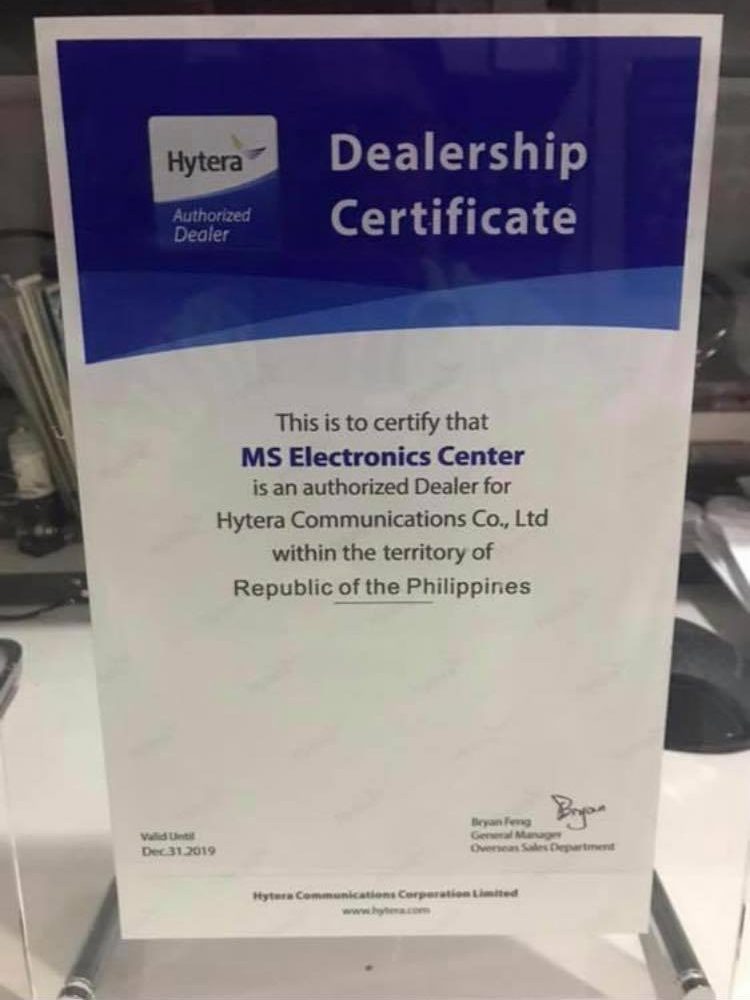 Hytera
Authorized
Dealer
Dealership
Certificate
This is to certify that
MS Electronics Center
is an authorized Dealer for
Hytera Communications Co., Ltd
within the territory of
Republic of the Philippines
Bryan
Bryan Feng
General Manager
Overseas Sales Department
Valid Until
Dec.31.2019
Hytera Communications Corporation Limited
www.hytera.com